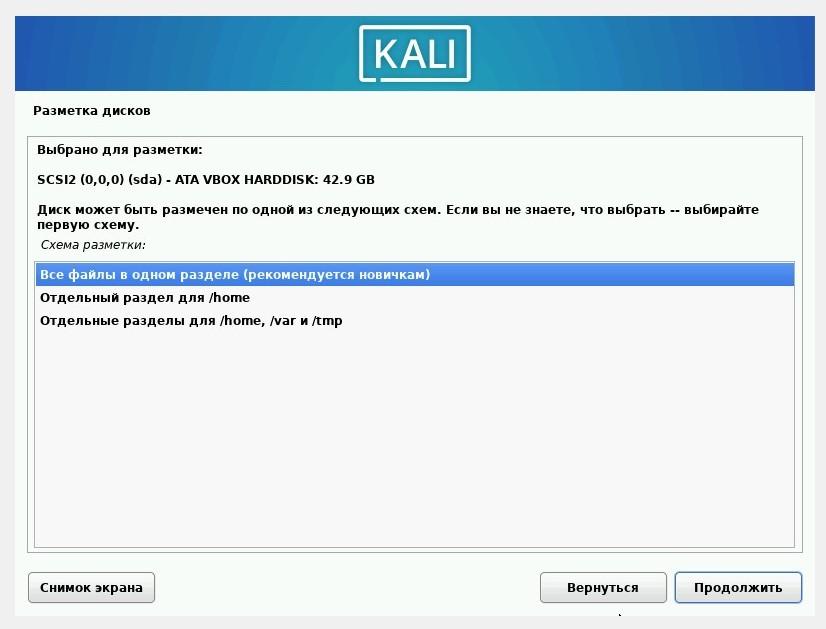 KALI
Разметка дисков
Выбрано для разметки:
SCSI2 (0,0,0) (sda) - ATA VBOX HARDDISK: 42.9 GB
Диск может быть размечен по одной из следующих схем. Если вы не знаете, что выбрать -- выбирайте
первую схему.
Схема разметки:
Все файлы в одном разделе (рекомендуется новичкам)
Отдельный раздел для /home
Отдельные разделы для /home, /var и /tmp
Снимок экрана
Вернуться
Продолжить